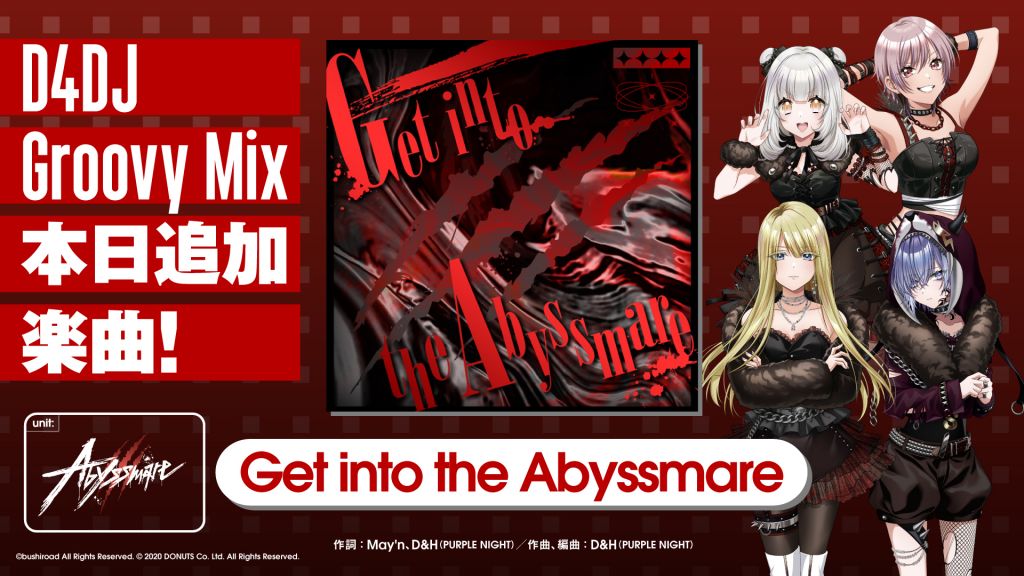 D4DJ
Groovy Mix
本日追加
楽曲!
Get into
the Abyssmare
unit:
Abyssmare
Get into the Abyssmare
作詞：May'n、D&H(PURPLE NIGHT)／作曲、編曲：D&H(PURPLE NIGHT)
©bushiroad All Rights Reserved. © 2020 DONUTS Co. Ltd. All Rights Reserved.